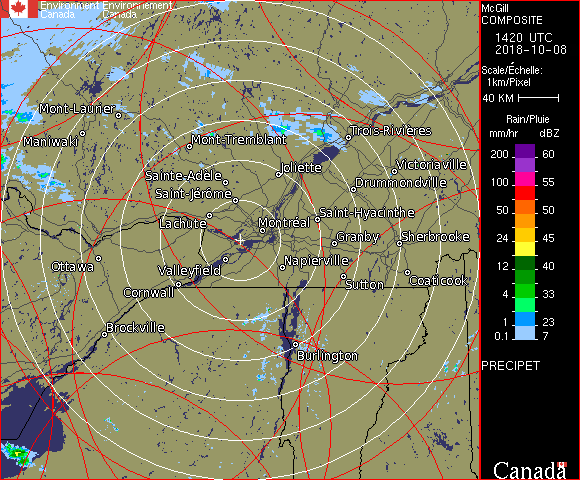 Environment Environnement
Canada Canada
McGill
COMPOSITE
1420 UTC
2018-10-08
Scale/Échelle:
1km/Pixel
40 KM
Rain/Pluie
mm/hr dBZ
200 60
150 57
100 55
50 50
24 45
12 40
4 33
1 23
0.1 7
PRECIPET
Canada
Mont-Laurier
Maniwaki
Mont-Tremblant
Trois-Rivières
Sainte-Adèle
Joliette
Victoriaville
Saint-Jérôme
Drummondville
Lachute
Montréal
Saint-Hyacinthe
Granby
Sherbrooke
Ottawa
Valleyfield
Napierville
Cornwall
Sutton
Coaticook
Brockville
Burlington